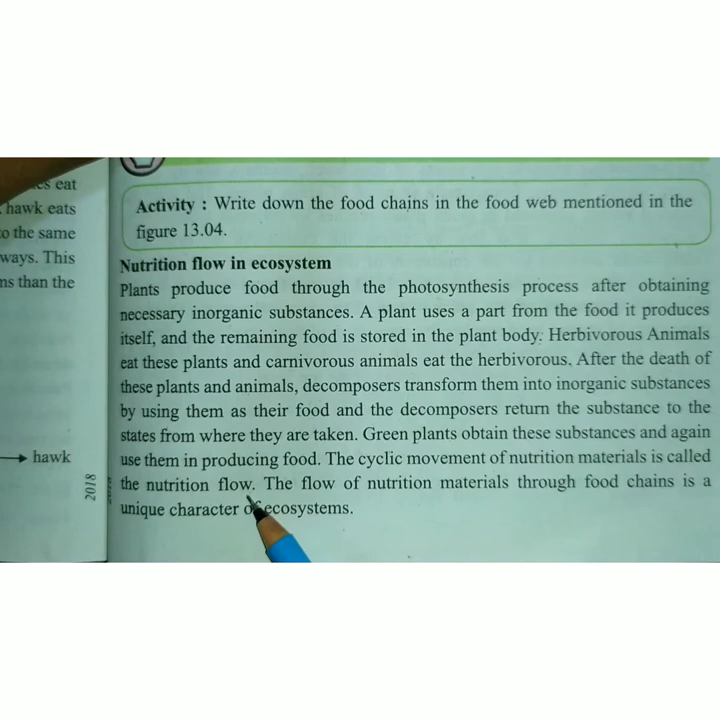 eat
hawk eats
to the same
ways. This
than the
hawk
2018
Activity : Write down the food chains in the food web mentioned in the
figure 13.04.
Nutrition flow in ecosystem
Plants produce food through the photosynthesis process after obtaining
necessary inorganic substances. A plant uses a part from the food it produces
itself, and the remaining food is stored in the plant body. Herbivorous Animals
eat these plants and carnivorous animals eat the herbivorous. After the death of
these plants and animals, decomposers transform them into inorganic substances
by using them as their food and the decomposers return the substance to the
states from where they are taken. Green plants obtain these substances and again
use them in producing food. The cyclic movement of nutrition materials is called
the nutrition flow. The flow of nutrition materials through food chains is a
unique character of ecosystems.